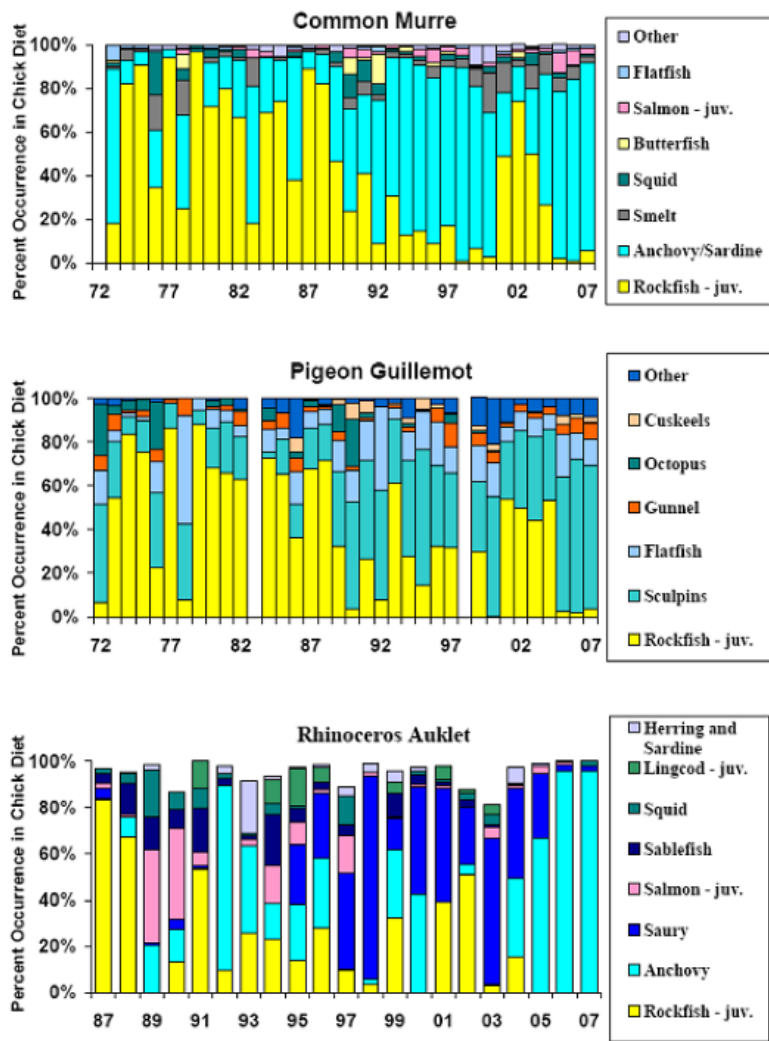 Common Murre
Percent Occurrence in Chick Diet
100%
80%
60%
40%
20%
0%
72 77 82 87 92 97 02 07
Other
Flatfish
Salmon - juv.
Butterfish
Squid
Smelt
Anchovy/Sardine
Rockfish - juv.
Pigeon Guillemot
Percent Occurrence in Chick Diet
100%
80%
60%
40%
20%
0%
72 77 82 87 92 97 02 07
Other
Cuskeels
Octopus
Gunnel
Flatfish
Sculpins
Rockfish - juv.
Rhinoceros Auklet
Percent Occurrence in Chick Diet
100%
80%
60%
40%
20%
0%
87 89 91 93 95 97 99 01 03 05 07
Herring and
Sardine
Lingcod - juv.
Squid
Sablefish
Salmon - juv.
Saury
Anchovy
Rockfish - juv.